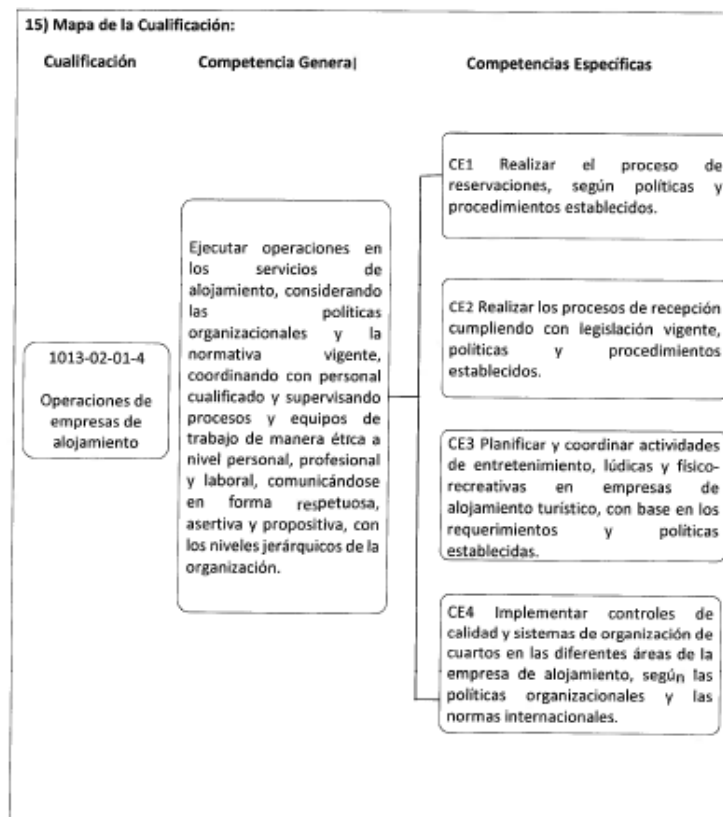 15) Mapa de la Cualificación:
Cualificación Competencia General Competencias Específicas
1013-02-01-4
Operaciones de
empresas de
alojamiento
Ejecutar operaciones en
los servicios de
alojamiento, considerando
las políticas
organizacionales y la
normativa vigente,
coordinando con personal
cualificado y supervisando
procesos y equipos de
trabajo de manera ética a
nivel personal, profesional
y laboral, comunicándose
en forma respetuosa,
asertiva y propositiva, con
los niveles jerárquicos de la
organización.
CE1 Realizar el proceso de
reservaciones, según políticas y
procedimientos establecidos.
CE2 Realizar los procesos de recepción
cumpliendo con legislación vigente,
políticas y procedimientos
establecidos.
CE3 Planificar y coordinar actividades
de entretenimiento, lúdicas y físico-
recreativas en empresas de
alojamiento turístico, con base en los
requerimientos y políticas
establecidas.
CE4 Implementar controles de
calidad y sistemas de organización de
cuartos en las diferentes áreas de la
empresa de alojamiento, según las
políticas organizacionales y las
normas internacionales.